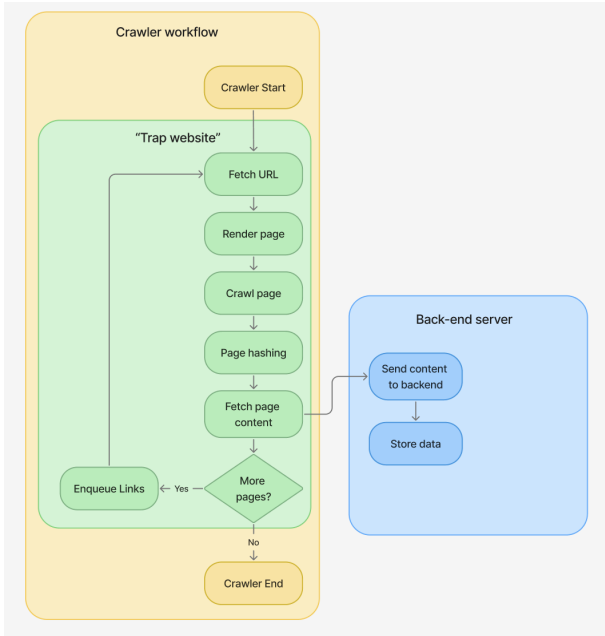 Crawler workflow
Crawler Start
"Trap website"
Fetch URL
Render page
Crawl page
Page hashing
Fetch page
content
More
pages?
Yes
Enqueue Links
No
Crawler End
Back-end server
Send content
to backend
Store data